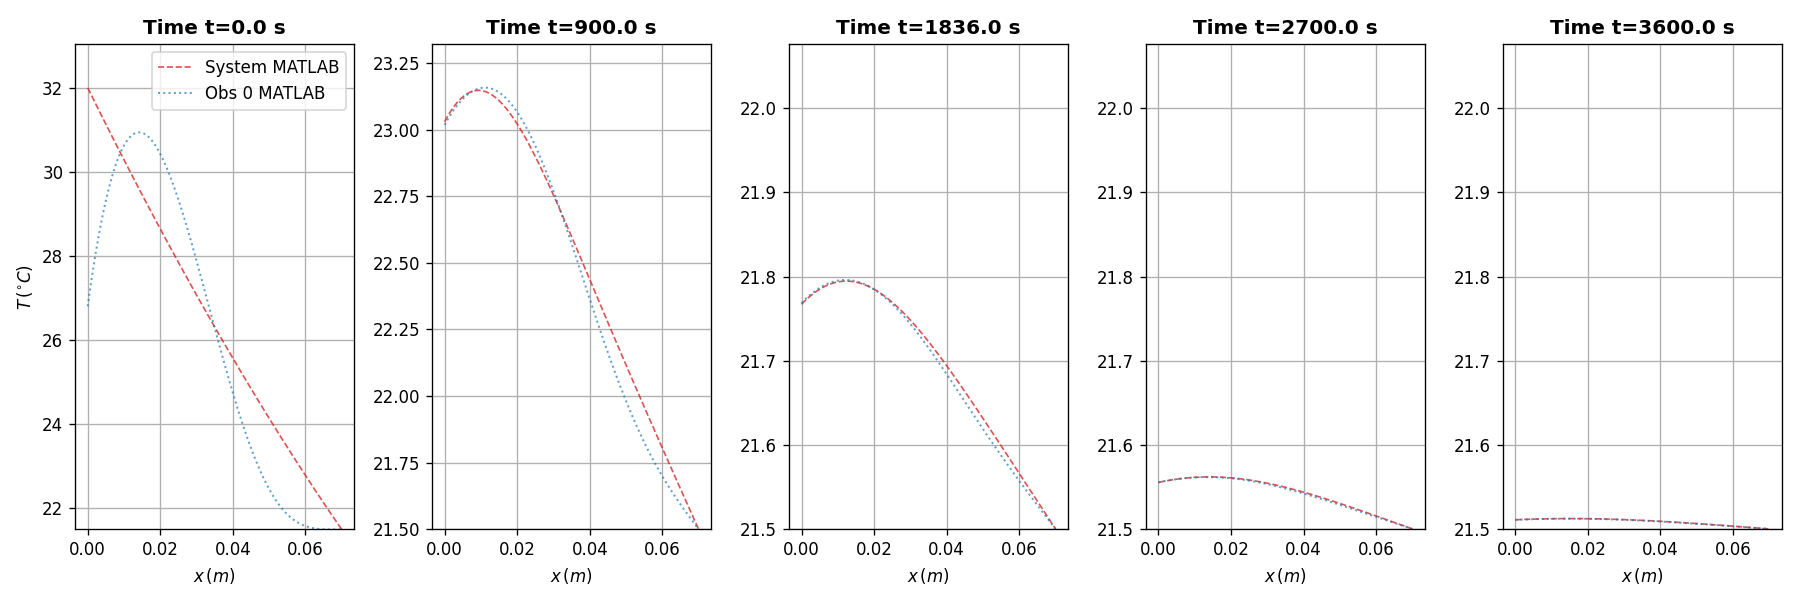 Time t=0.0 s
System MATLAB
Obs 0 MATLAB
32
30
28
26
24
22
T (°C)
0.00 0.02 0.04 0.06
x (m)
Time t=900.0 s
23.25
23.00
22.75
22.50
22.25
22.00
21.75
21.50
0.00 0.02 0.04 0.06
x (m)
Time t=1836.0 s
22.0
21.9
21.8
21.7
21.6
21.5
0.00 0.02 0.04 0.06
x (m)
Time t=2700.0 s
22.0
21.9
21.8
21.7
21.6
21.5
0.00 0.02 0.04 0.06
x (m)
Time t=3600.0 s
22.0
21.9
21.8
21.7
21.6
21.5
0.00 0.02 0.04 0.06
x (m)